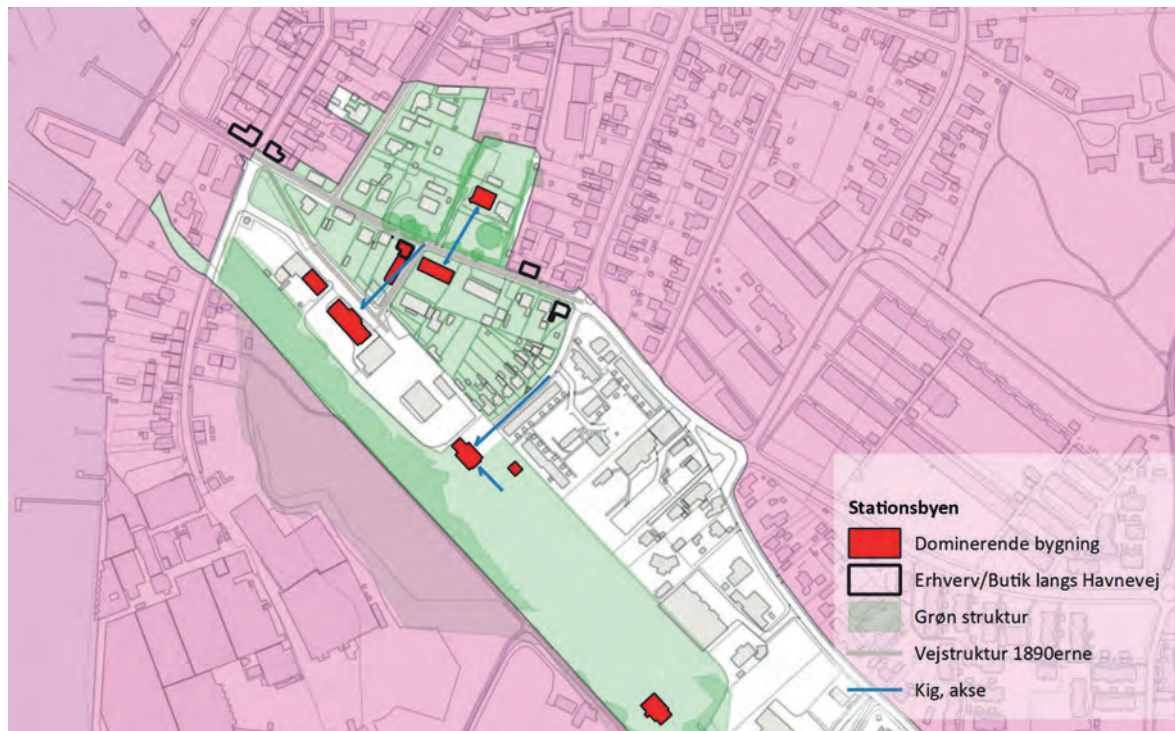 Stationsbyen
Dominerende bygning
Erhverv/Butik langs Havnevej
Grøn struktur
Vejstruktur 1890erne
Kig, akse